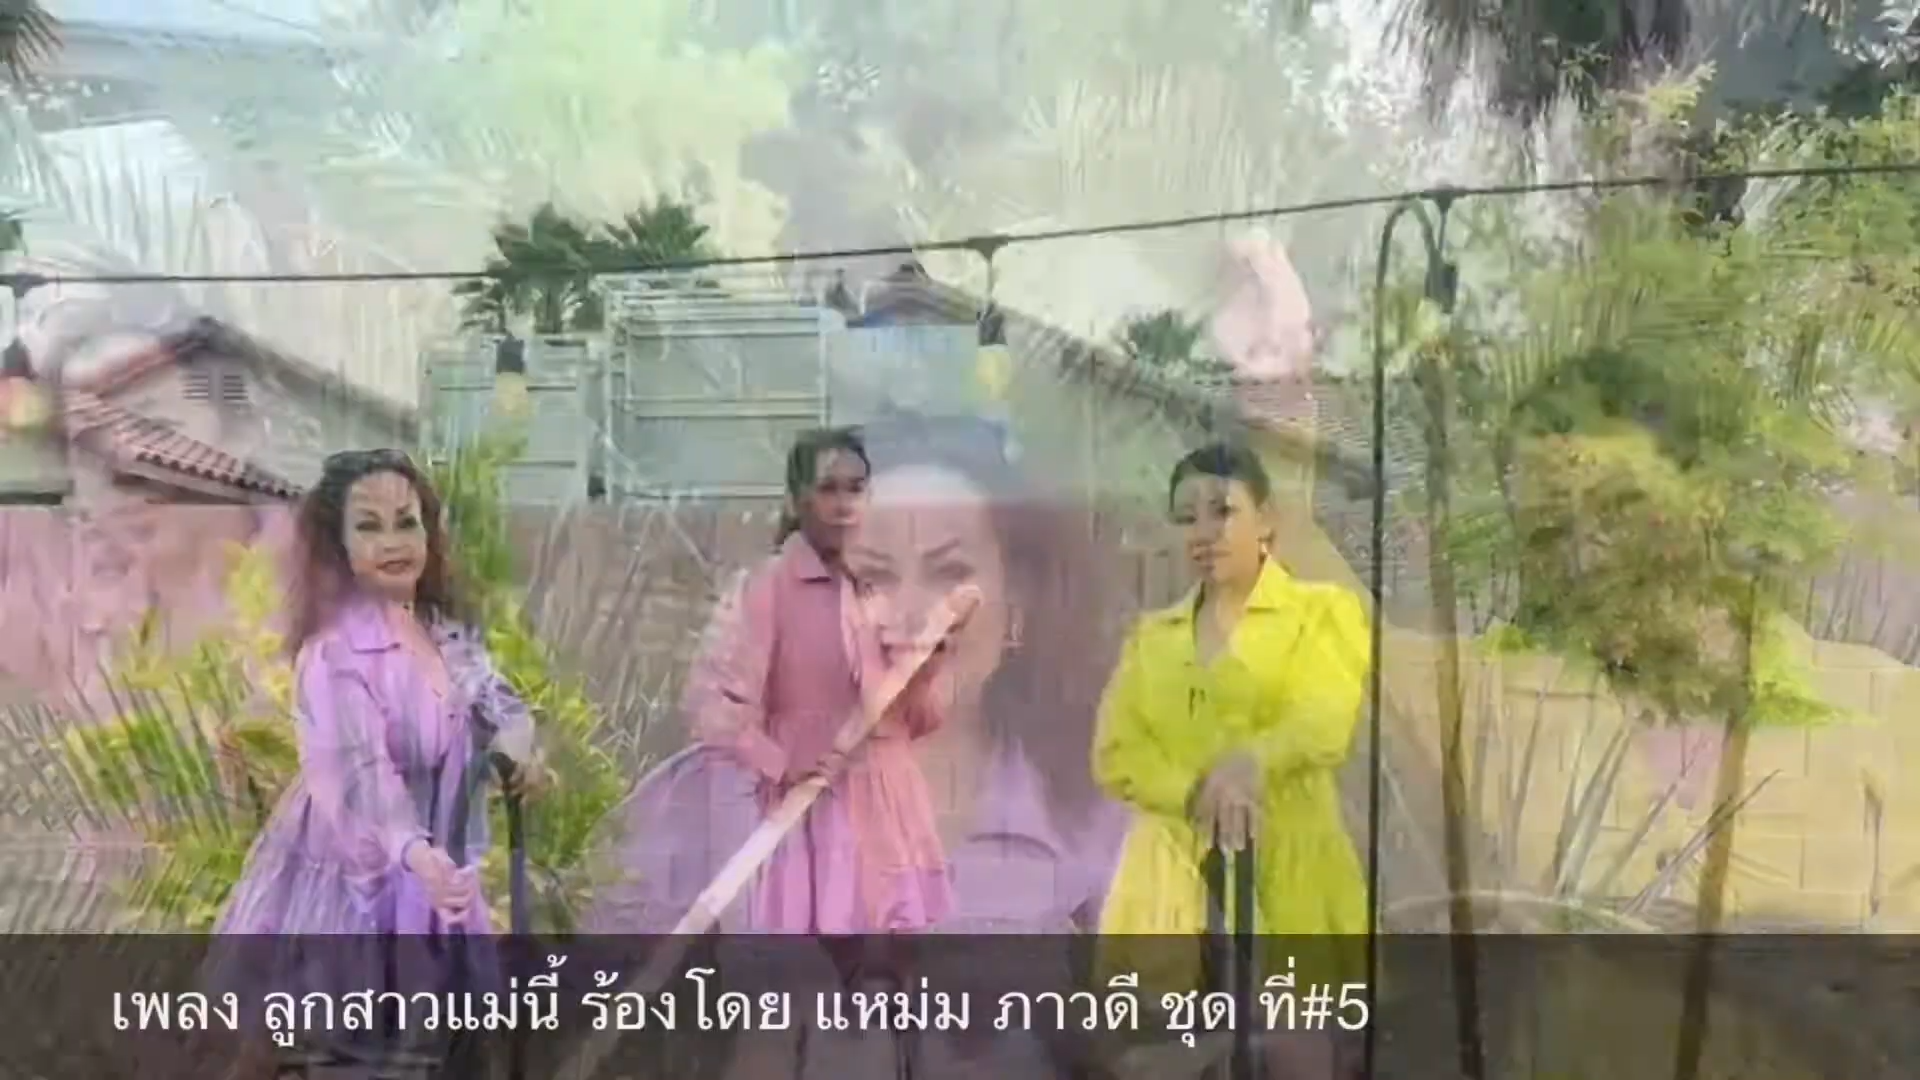 เพลง ลูกสาวแม่นี้ ร้องโดย แหม่ม ภาวดี ชุด ที่#5